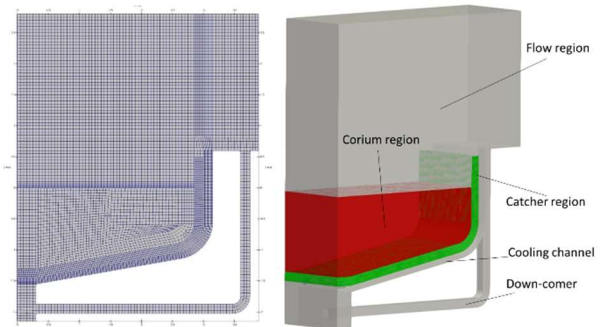 Flow region
Corium region
Catcher region
Cooling channel
Down-comer